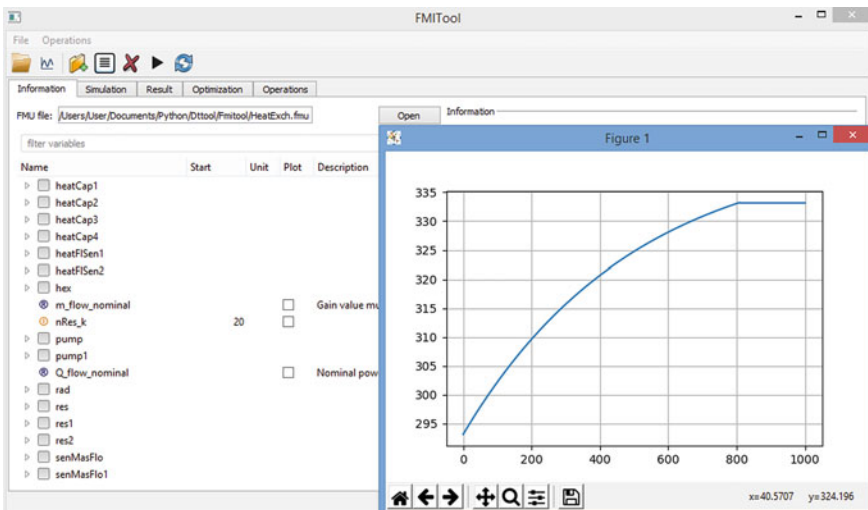 FMITool
File Operations
Information Simulation Result Optimization Operations
FMU file: /Users/User/Documents/Python/Dttool/Fmitool/HeatExch.fmu Open Information
filter variables
Name Start Unit Plot Description
heatCap1
heatCap2
heatCap3
heatCap4
heatFlSen1
heatFlSen2
hex
m_flow_nominal Gain value mu
nRes_k 20
pump
pump1
Q_flow_nominal Nominal pow
rad
res
res1
res2
senMasFlo
senMasFlo1
Figure 1
335
330
325
320
315
310
305
300
295
0 200 400 600 800 1000
x=40.5707 y=324.196